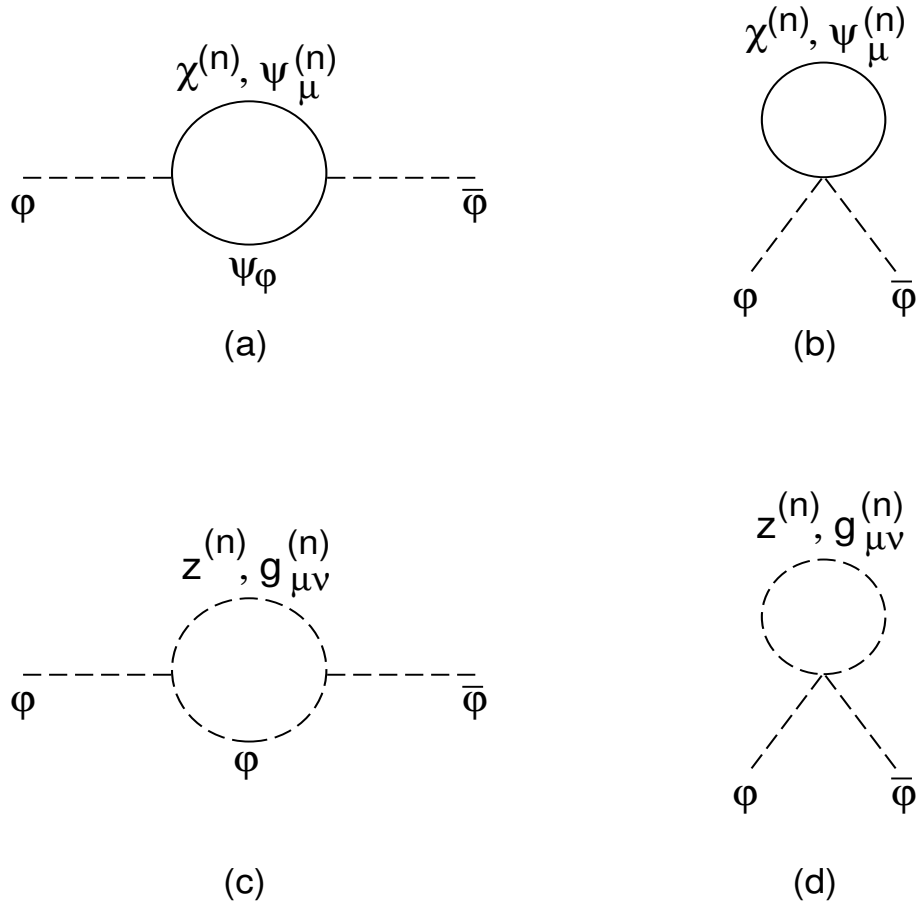 χ(n), ψμ(n)
χ(n), ψμ(n)
φ
φ̄
ψφ
φ
φ̄
(a)
(b)
z(n), gμν(n)
z(n), gμν(n)
φ
φ̄
φ
φ
φ̄
(c)
(d)